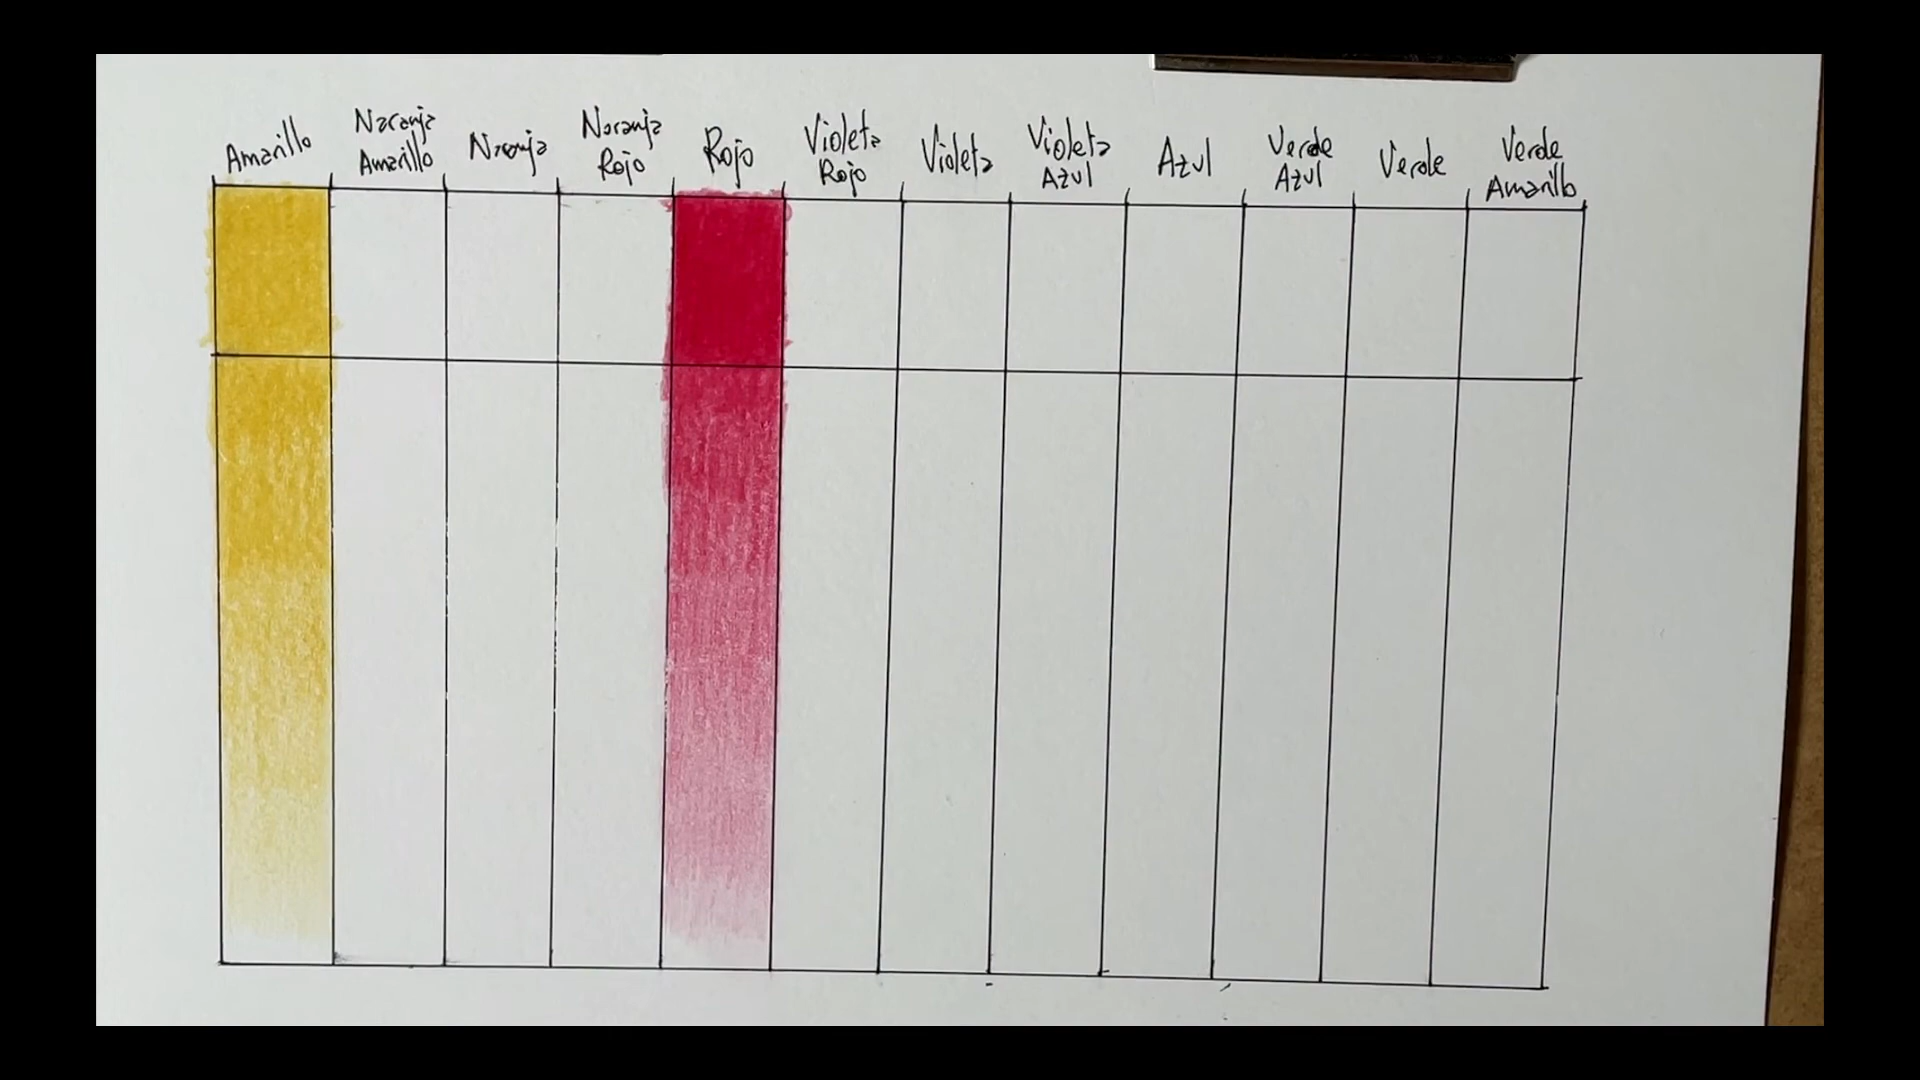 Amarillo
Naranja
Amarillo
Naranja
Naranja
Rojo
Rojo
Violeta
Rojo
Violeta
Violeta
Azul
Azul
Verde
Azul
Verde
Verde
Amarillo